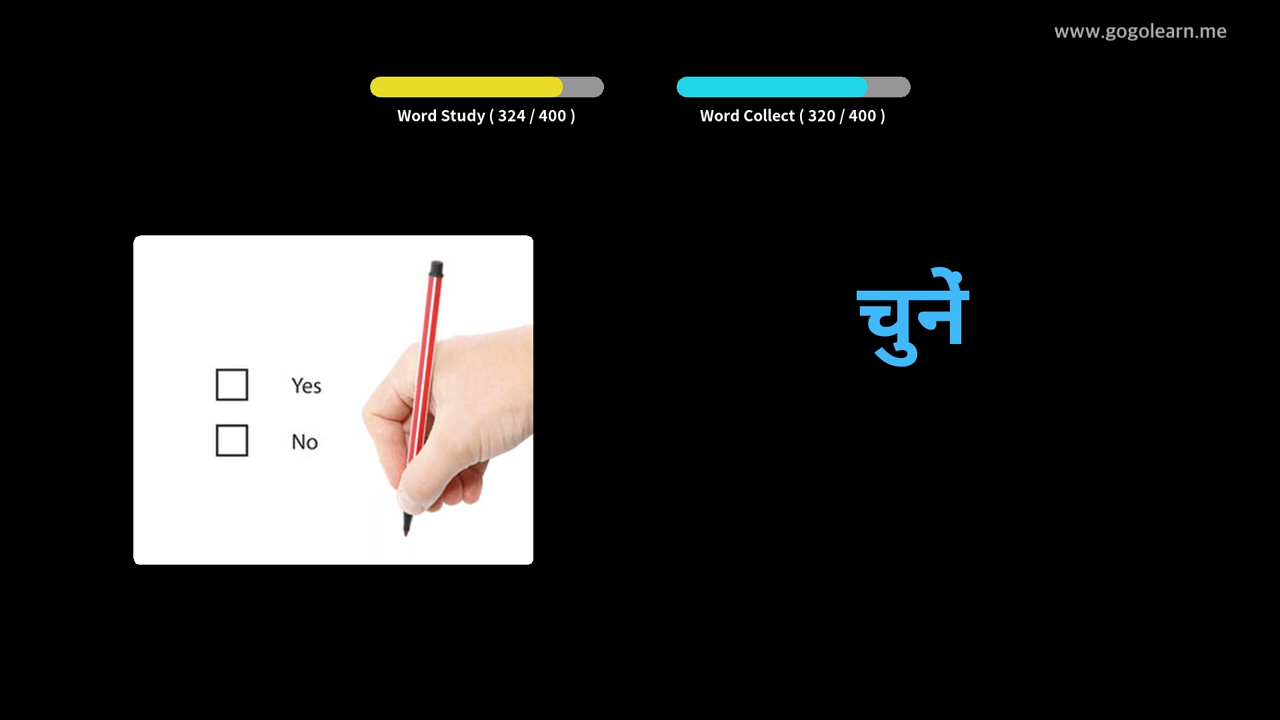 www.gogolearn.me
Word Study ( 324 / 400 )
Word Collect ( 320 / 400 )
चुनें
Yes
No